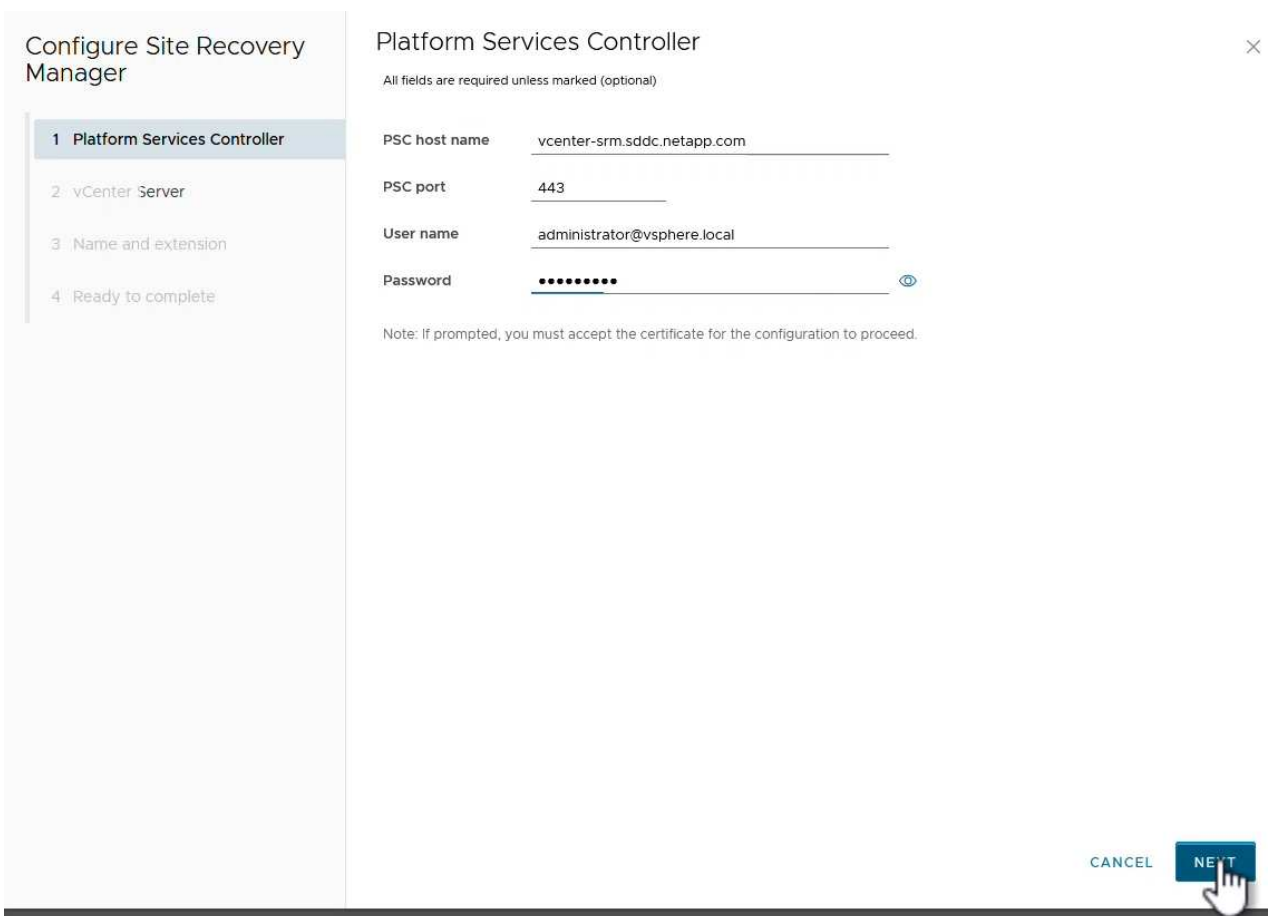 Configure Site Recovery
Manager
1 Platform Services Controller
2 vCenter Server
3 Name and extension
4 Ready to complete
Platform Services Controller
All fields are required unless marked (optional)
PSC host name vcenter-srm.sddc.netapp.com
PSC port 443
User name administrator@vsphere.local
Password •••••••••
Note: If prompted, you must accept the certificate for the configuration to proceed.
CANCEL NEXT